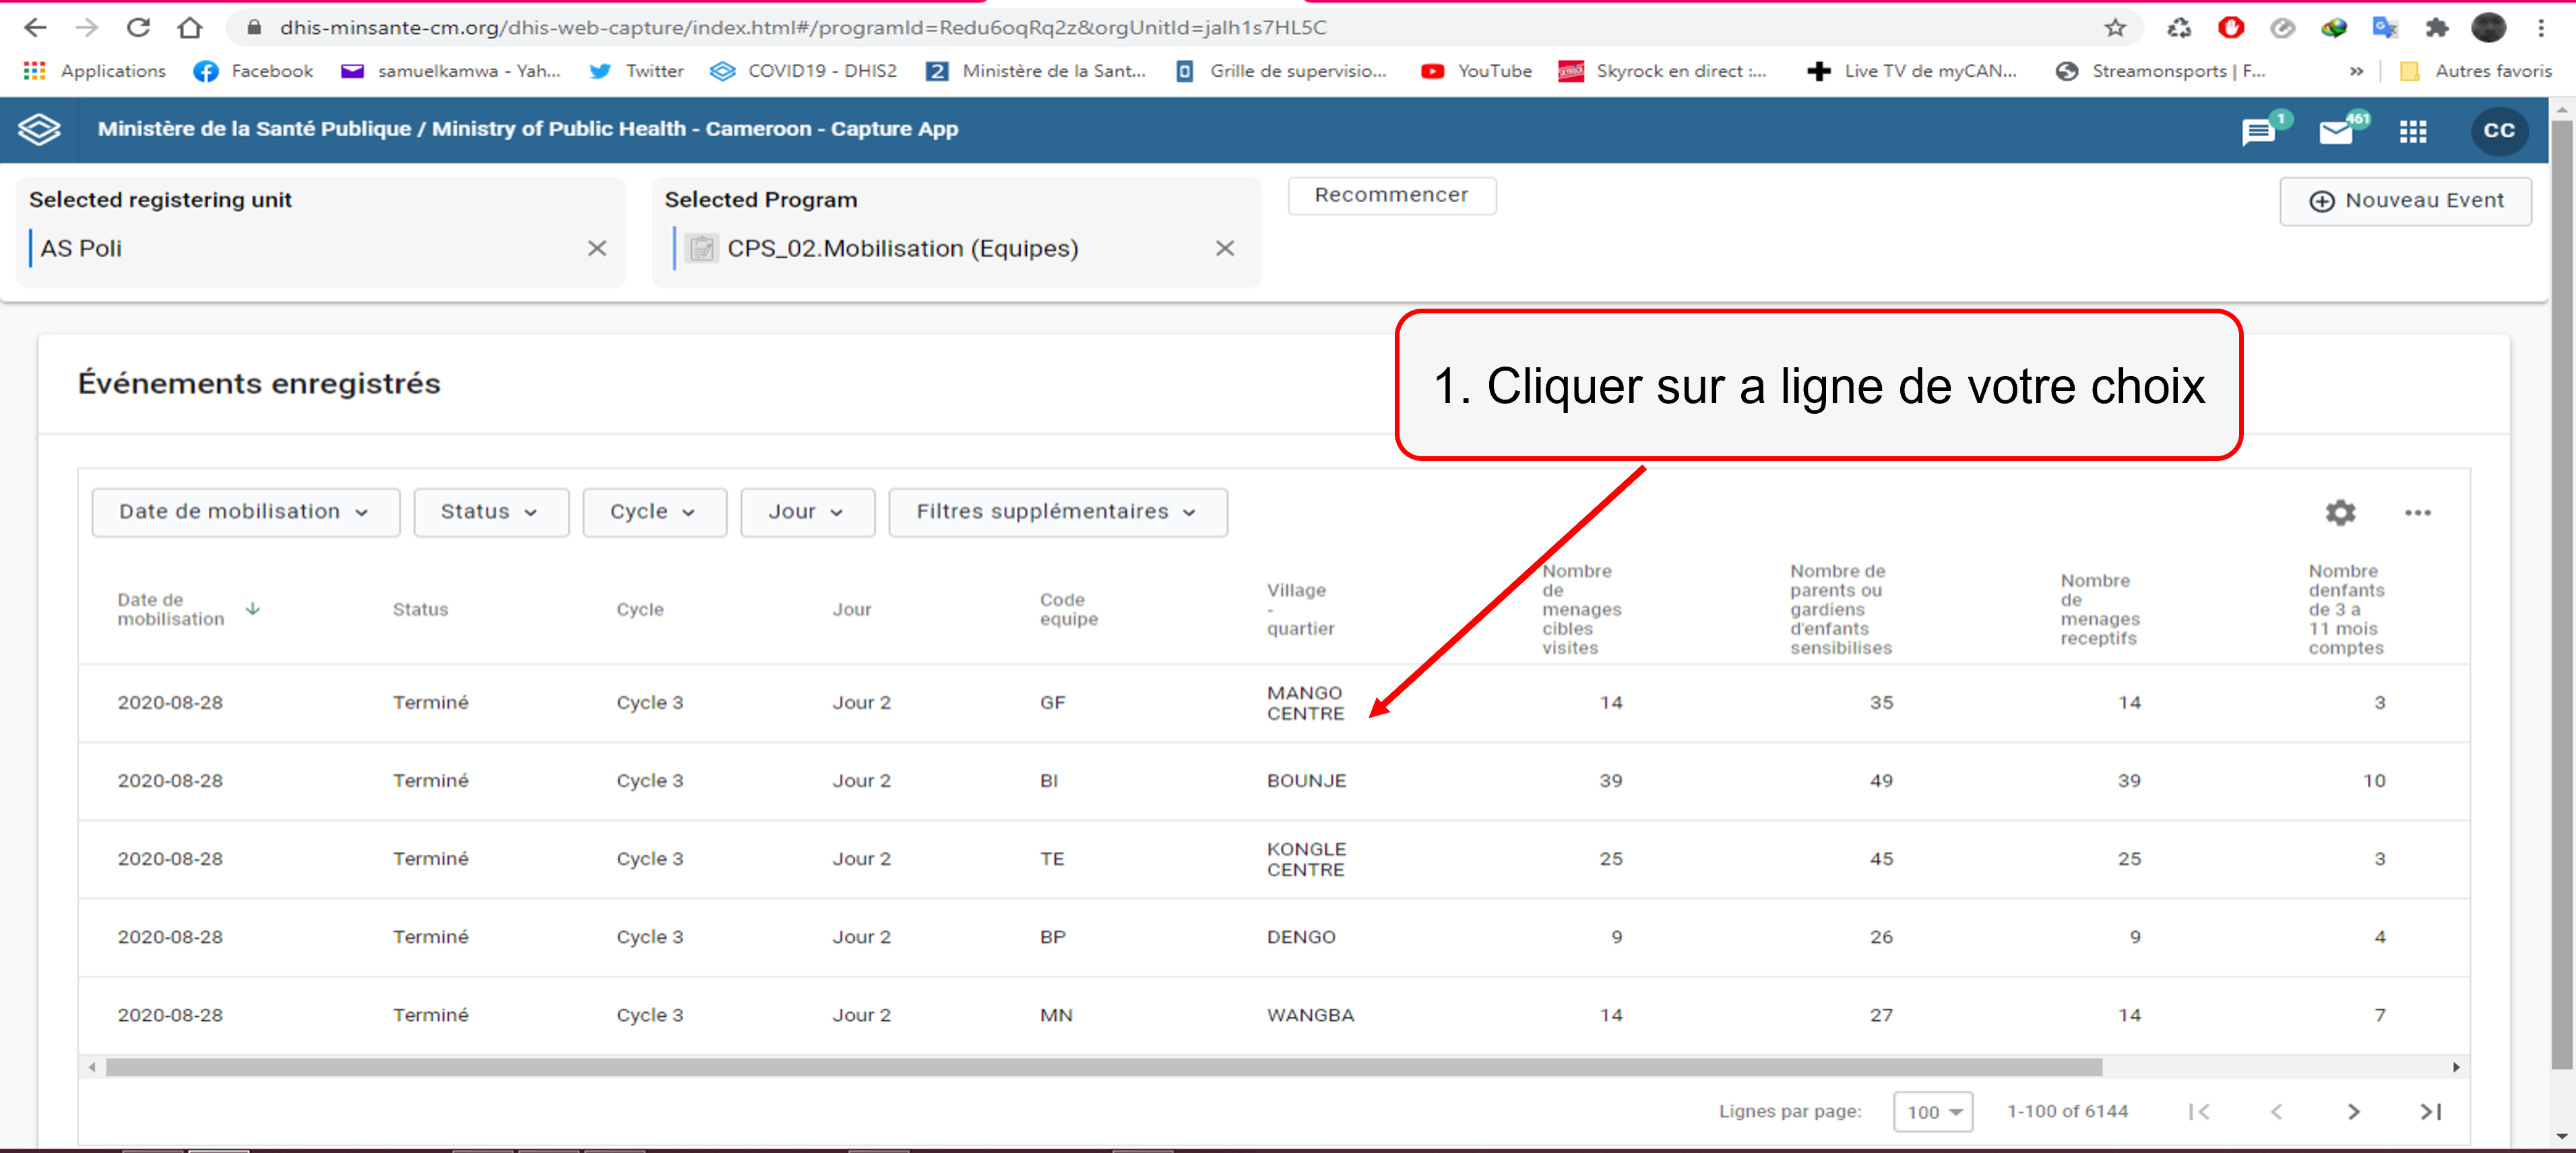 dhis-minsante-cm.org/dhis-web-capture/index.html#/programId=Redu6oqRq2z&orgUnitId=jalh1s7HL5C
Applications Facebook samuelkamwa - Yah... Twitter COVID19 - DHIS2 Ministère de la Sant... Grille de supervisio... YouTube Skyrock en direct :... Live TV de myCAN... Streamonsports | F... » Autres favoris
Ministère de la Santé Publique / Ministry of Public Health - Cameroon - Capture App 1 461 CC
Selected registering unit Selected Program Recommencer Nouveau Event
AS Poli CPS_02.Mobilisation (Equipes)
1. Cliquer sur a ligne de votre choix
Événements enregistrés
Date de mobilisation Status Cycle Jour Filtres supplémentaires
Date de mobilisation Status Cycle Jour Code equipe Village - quartier Nombre de menages cibles visites Nombre de parents ou gardiens d'enfants sensibilises Nombre de menages receptifs Nombre denfants de 3 a 11 mois comptes
2020-08-28 Terminé Cycle 3 Jour 2 GF MANGO CENTRE 14 35 14 3
2020-08-28 Terminé Cycle 3 Jour 2 BI BOUNJE 39 49 39 10
2020-08-28 Terminé Cycle 3 Jour 2 TE KONGLE CENTRE 25 45 25 3
2020-08-28 Terminé Cycle 3 Jour 2 BP DENGO 9 26 9 4
2020-08-28 Terminé Cycle 3 Jour 2 MN WANGBA 14 27 14 7
Lignes par page: 100 1-100 of 6144